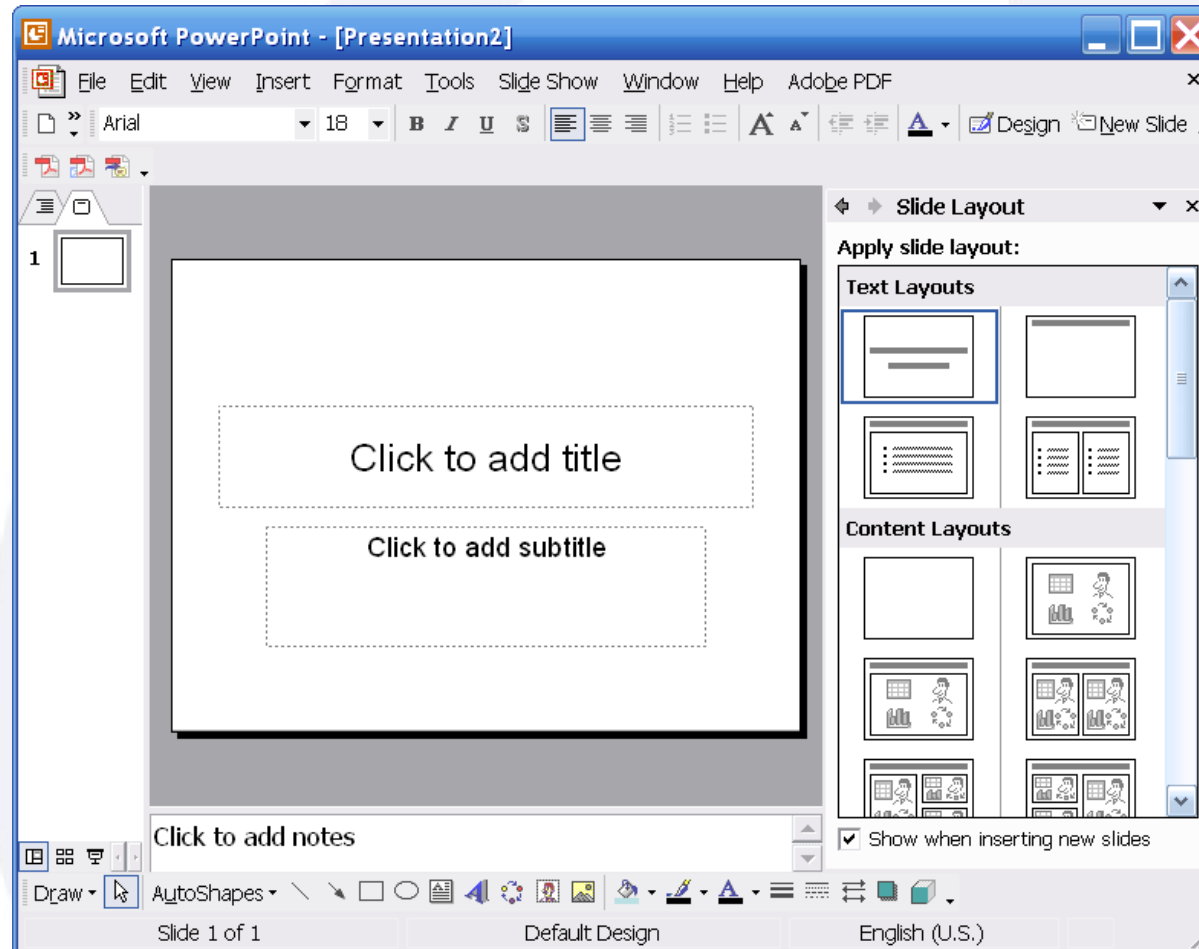 Microsoft PowerPoint - [Presentation2]
File Edit View Insert Format Tools Slide Show Window Help Adobe PDF
Arial 18 B I U S A A A Design New Slide
1
Slide Layout
Apply slide layout:
Text Layouts
Content Layouts
Click to add title
Click to add subtitle
Click to add notes
Show when inserting new slides
Draw AutoShapes A A
Slide 1 of 1 Default Design English (U.S.)